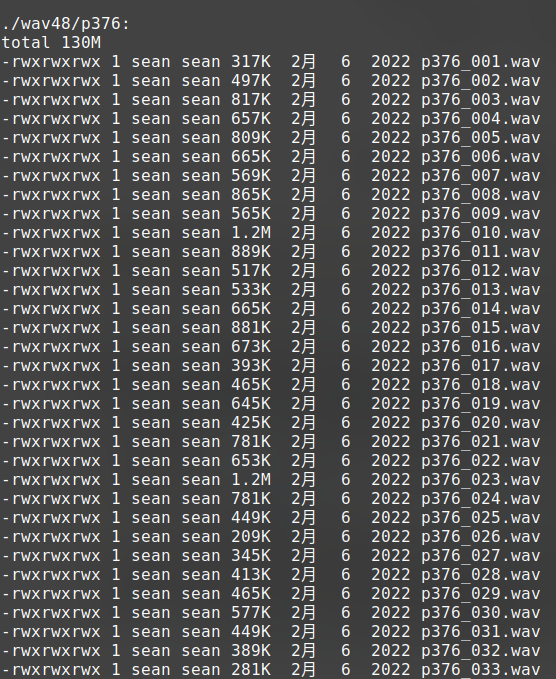 ./wav48/p376:
total 130M
-rwxrwxrwx 1 sean sean 317K  2月  6  2022 p376_001.wav
-rwxrwxrwx 1 sean sean 497K  2月  6  2022 p376_002.wav
-rwxrwxrwx 1 sean sean 817K  2月  6  2022 p376_003.wav
-rwxrwxrwx 1 sean sean 657K  2月  6  2022 p376_004.wav
-rwxrwxrwx 1 sean sean 809K  2月  6  2022 p376_005.wav
-rwxrwxrwx 1 sean sean 665K  2月  6  2022 p376_006.wav
-rwxrwxrwx 1 sean sean 569K  2月  6  2022 p376_007.wav
-rwxrwxrwx 1 sean sean 865K  2月  6  2022 p376_008.wav
-rwxrwxrwx 1 sean sean 565K  2月  6  2022 p376_009.wav
-rwxrwxrwx 1 sean sean 1.2M  2月  6  2022 p376_010.wav
-rwxrwxrwx 1 sean sean 889K  2月  6  2022 p376_011.wav
-rwxrwxrwx 1 sean sean 517K  2月  6  2022 p376_012.wav
-rwxrwxrwx 1 sean sean 533K  2月  6  2022 p376_013.wav
-rwxrwxrwx 1 sean sean 665K  2月  6  2022 p376_014.wav
-rwxrwxrwx 1 sean sean 881K  2月  6  2022 p376_015.wav
-rwxrwxrwx 1 sean sean 673K  2月  6  2022 p376_016.wav
-rwxrwxrwx 1 sean sean 393K  2月  6  2022 p376_017.wav
-rwxrwxrwx 1 sean sean 465K  2月  6  2022 p376_018.wav
-rwxrwxrwx 1 sean sean 645K  2月  6  2022 p376_019.wav
-rwxrwxrwx 1 sean sean 425K  2月  6  2022 p376_020.wav
-rwxrwxrwx 1 sean sean 781K  2月  6  2022 p376_021.wav
-rwxrwxrwx 1 sean sean 653K  2月  6  2022 p376_022.wav
-rwxrwxrwx 1 sean sean 1.2M  2月  6  2022 p376_023.wav
-rwxrwxrwx 1 sean sean 781K  2月  6  2022 p376_024.wav
-rwxrwxrwx 1 sean sean 449K  2月  6  2022 p376_025.wav
-rwxrwxrwx 1 sean sean 209K  2月  6  2022 p376_026.wav
-rwxrwxrwx 1 sean sean 345K  2月  6  2022 p376_027.wav
-rwxrwxrwx 1 sean sean 413K  2月  6  2022 p376_028.wav
-rwxrwxrwx 1 sean sean 465K  2月  6  2022 p376_029.wav
-rwxrwxrwx 1 sean sean 577K  2月  6  2022 p376_030.wav
-rwxrwxrwx 1 sean sean 449K  2月  6  2022 p376_031.wav
-rwxrwxrwx 1 sean sean 389K  2月  6  2022 p376_032.wav
-rwxrwxrwx 1 sean sean 281K  2月  6  2022 p376_033.wav